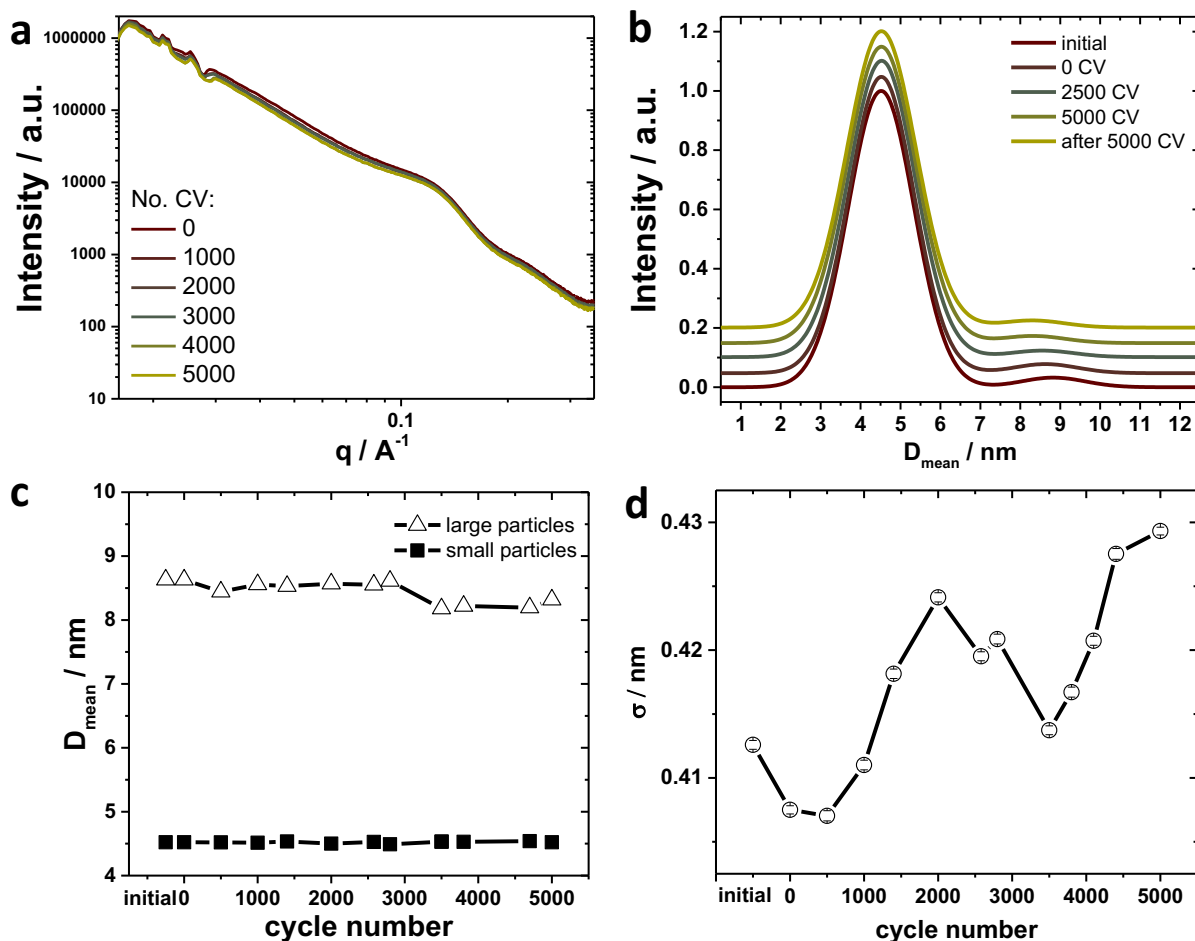 a
Intensity / a.u.
1000000
100000
10000
1000
100
10
No. CV:
0
1000
2000
3000
4000
5000
0.1
q / A⁻¹
b
Intensity / a.u.
1.2
1.0
0.8
0.6
0.4
0.2
0.0
initial
0 CV
2500 CV
5000 CV
after 5000 CV
1 2 3 4 5 6 7 8 9 10 11 12
D_mean / nm
c
D_mean / nm
10
9
8
7
6
5
4
large particles
small particles
initial 0 1000 2000 3000 4000 5000
cycle number
d
σ / nm
0.43
0.42
0.41
initial 0 1000 2000 3000 4000 5000
cycle number